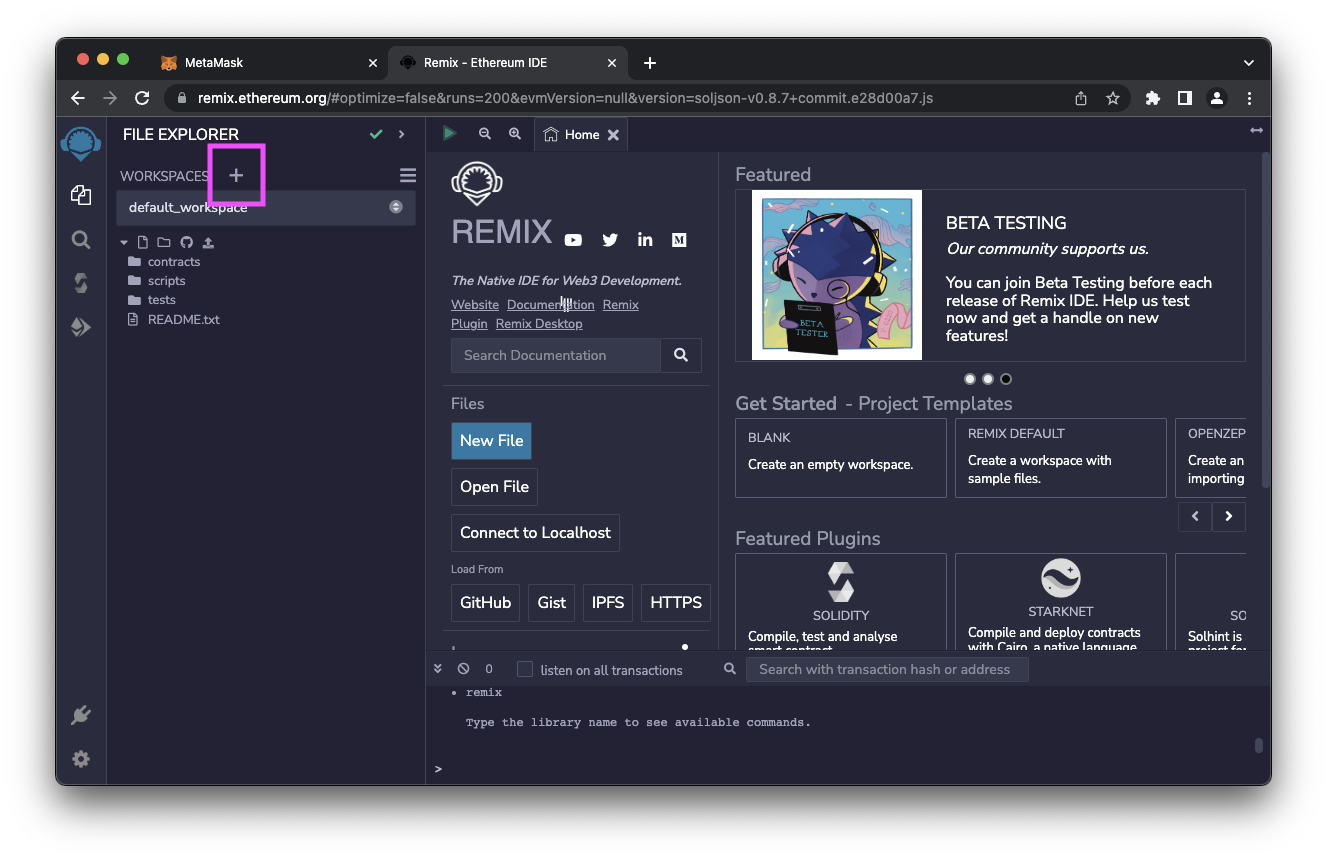 MetaMask
Remix - Ethereum IDE
remix.ethereum.org/#optimize=false&runs=200&evmVersion=null&version=soljson-v0.8.7+commit.e28d00a7.js
FILE EXPLORER
WORKSPACES
default_workspace
contracts
scripts
tests
README.txt
Home
REMIX
The Native IDE for Web3 Development.
Website Documentation Remix
Plugin Remix Desktop
Search Documentation
Files
New File
Open File
Connect to Localhost
Load From
GitHub Gist IPFS HTTPS
Featured
BETA
TESTER
BETA TESTING
Our community supports us.
You can join Beta Testing before each
release of Remix IDE. Help us test
now and get a handle on new
features!
Get Started - Project Templates
BLANK
Create an empty workspace.
REMIX DEFAULT
Create a workspace with
sample files.
OPENZEP
Create an
importing
Featured Plugins
SOLIDITY
Compile, test and analyse
smart contract
STARKNET
Compile and deploy contracts
with Cairo, a native language
SO
Solhint is
project for
0 listen on all transactions
Search with transaction hash or address
• remix
Type the library name to see available commands.
>